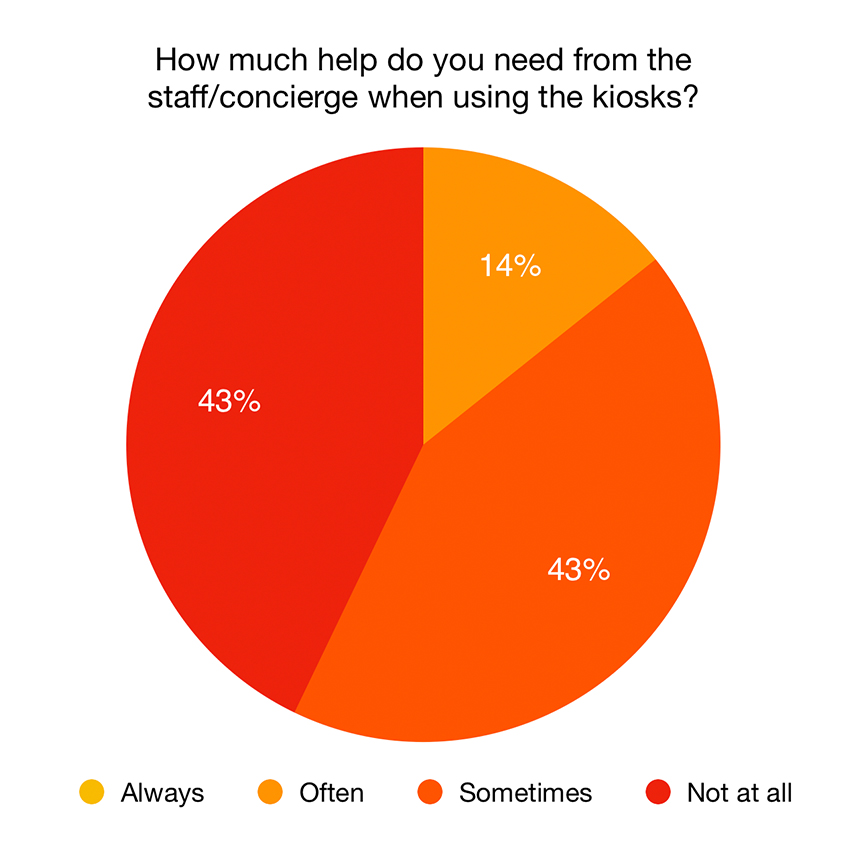 How much help do you need from the
staff/concierge when using the kiosks?
14%
43%
43%
Always Often Sometimes Not at all